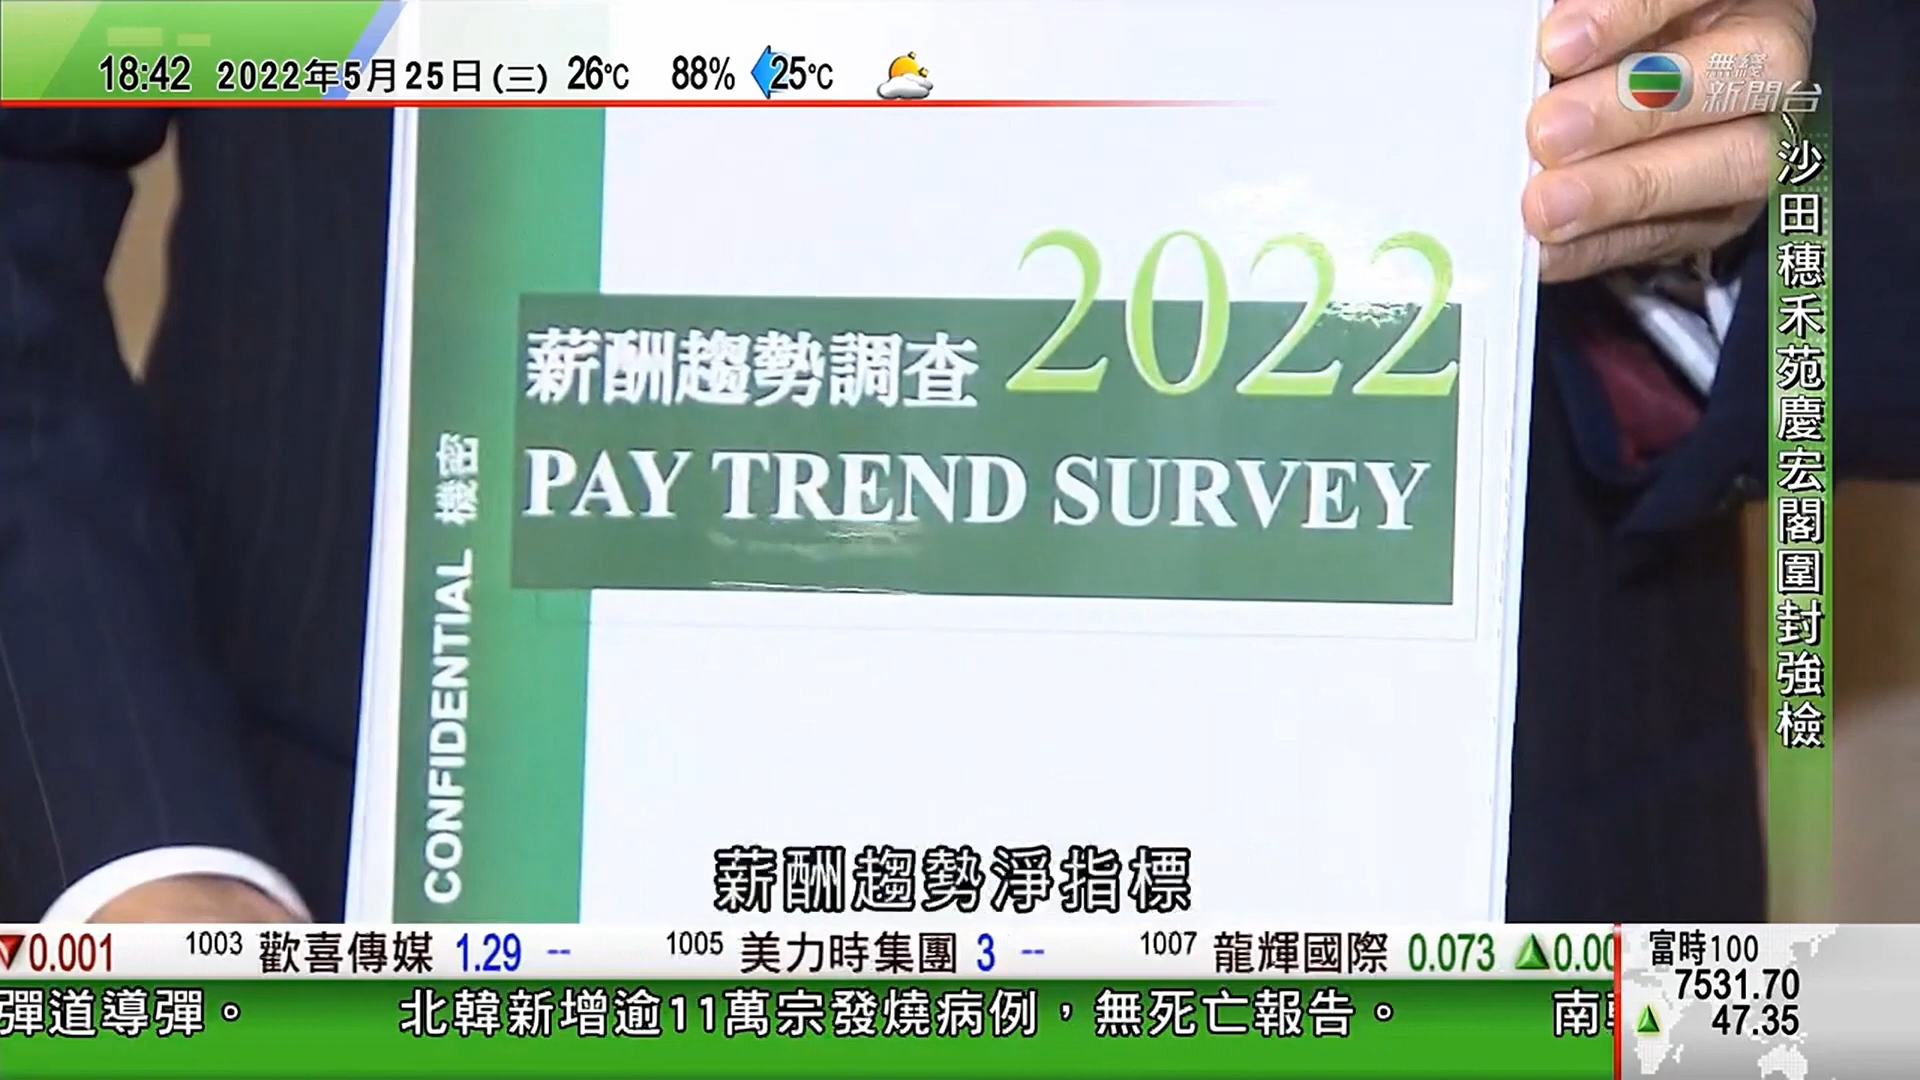 18:42 2022年5月25日(三) 26℃ 88% 25℃
無綫
新聞台
沙田穗禾苑慶宏閣圍封強檢
2022
薪酬趨勢調查
PAY TREND SURVEY
CONFIDENTIAL 機密
薪酬趨勢淨指標
0.001 1003 歡喜傳媒 1.29 -- 1005 美力時集團 3 -- 1007 龍輝國際 0.073 0.00
富時100
7531.70
47.35
彈道導彈。 北韓新增逾11萬宗發燒病例，無死亡報告。 南